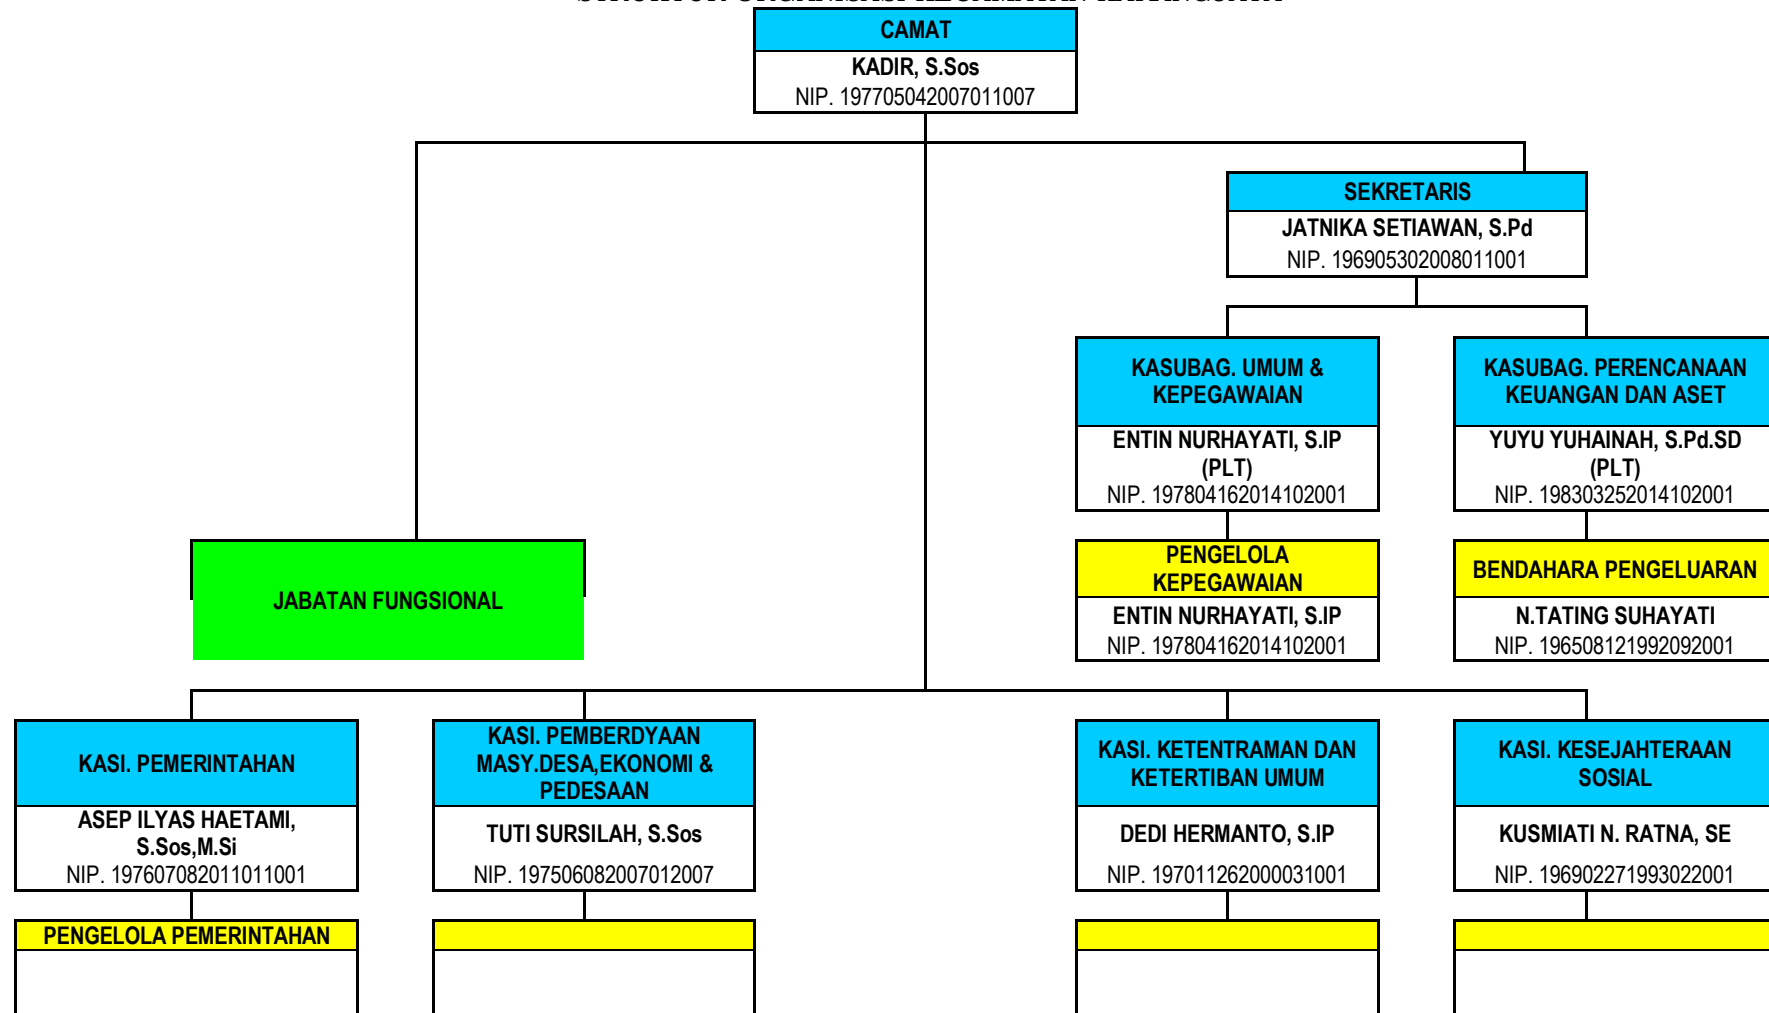 CAMAT
KADIR, S.Sos
NIP. 197705042007011007
SEKRETARIS
JATNIKA SETIAWAN, S.Pd
NIP. 196905302008011001
KASUBAG. UMUM &
KEPEGAWAIAN
ENTIN NURHAYATI, S.IP
(PLT)
NIP. 197804162014102001
KASUBAG. PERENCANAAN
KEUANGAN DAN ASET
YUYU YUHAINAH, S.Pd.SD
(PLT)
NIP. 198303252014102001
PENGELOLA
KEPEGAWAIAN
ENTIN NURHAYATI, S.IP
NIP. 197804162014102001
BENDAHARA PENGELUARAN
N.TATING SUHAYATI
NIP. 196508121992092001
JABATAN FUNGSIONAL
KASI. PEMERINTAHAN
ASEP ILYAS HAETAMI,
S.Sos,M.Si
NIP. 197607082011011001
KASI. PEMBERDYAAN
MASY.DESA,EKONOMI &
PEDESAAN
TUTI SURSILAH, S.Sos
NIP. 197506082007012007
KASI. KETENTRAMAN DAN
KETERTIBAN UMUM
DEDI HERMANTO, S.IP
NIP. 197011262000031001
KASI. KESEJAHTERAAN
SOSIAL
KUSMIATI N. RATNA, SE
NIP. 196902271993022001
PENGELOLA PEMERINTAHAN